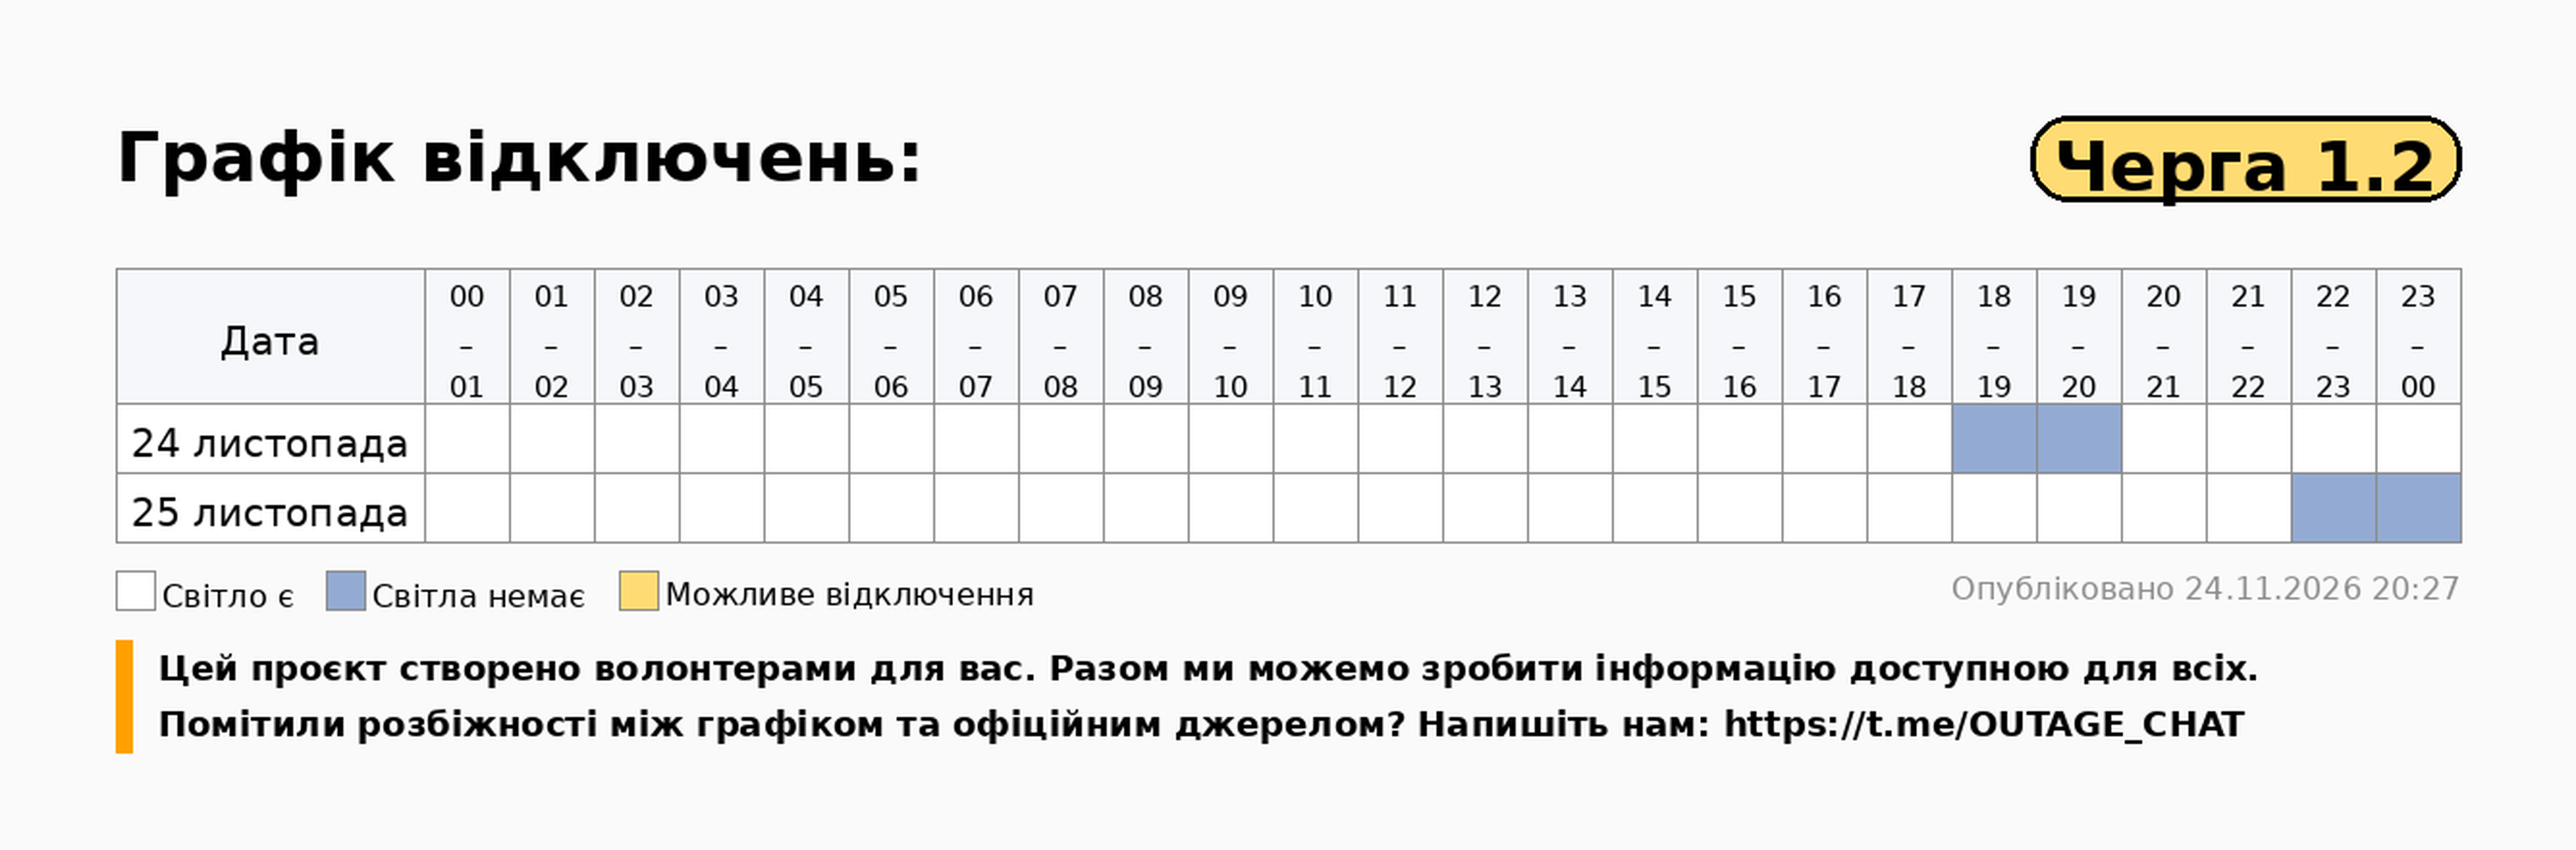 Графік відключень:
Черга 1.2
Дата 00–01 01–02 02–03 03–04 04–05 05–06 06–07 07–08 08–09 09–10 10–11 11–12 12–13 13–14 14–15 15–16 16–17 17–18 18–19 19–20 20–21 21–22 22–23 23–00
24 листопада
25 листопада
Світло є Світла немає Можливе відключення
Опубліковано 24.11.2026 20:27
Цей проєкт створено волонтерами для вас. Разом ми можемо зробити інформацію доступною для всіх.
Помітили розбіжності між графіком та офіційним джерелом? Напишіть нам: https://t.me/OUTAGE_CHAT